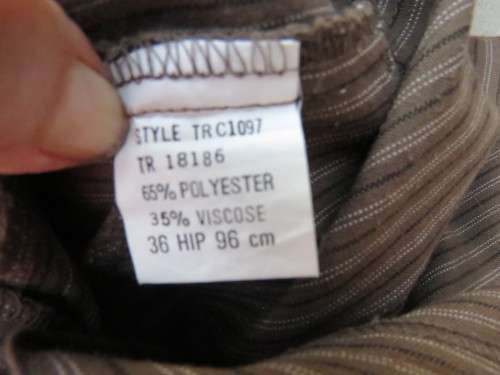 STYLE TRC1097
TR 18186
65% POLYESTER
35% VISCOSE
36 HIP 96 cm